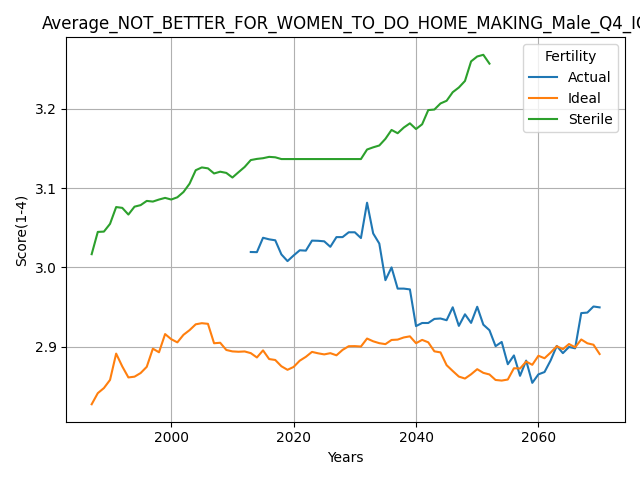 Average_NOT_BETTER_FOR_WOMEN_TO_DO_HOME_MAKING_Male_Q4_IQ
Fertility
Actual
Ideal
Sterile
Score(1-4)
3.2
3.1
3.0
2.9
2000
2020
2040
2060
Years